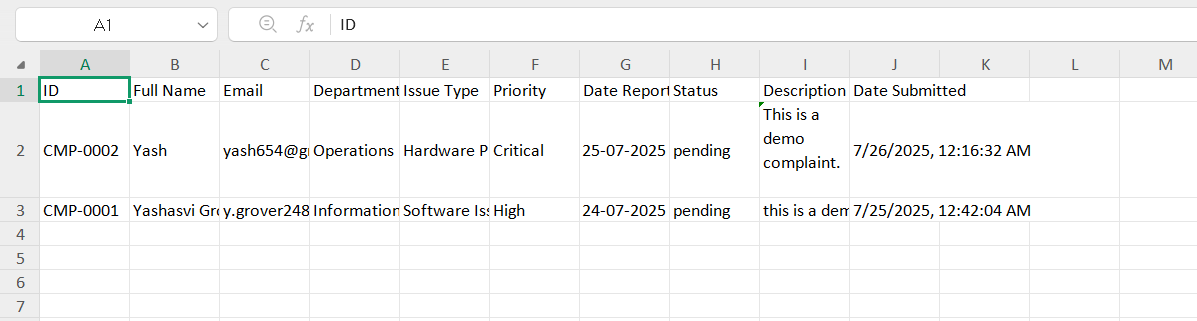 A1 fx ID
A B C D E F G H I J K L M
1 ID Full Name Email Department Issue Type Priority Date Report Status Description Date Submitted
2 CMP-0002 Yash yash654@g Operations Hardware P Critical 25-07-2025 pending This is a
demo
complaint. 7/26/2025, 12:16:32 AM
3 CMP-0001 Yashasvi Gr y.grover248 Information Software Is High 24-07-2025 pending this is a dem 7/25/2025, 12:42:04 AM
4
5
6
7